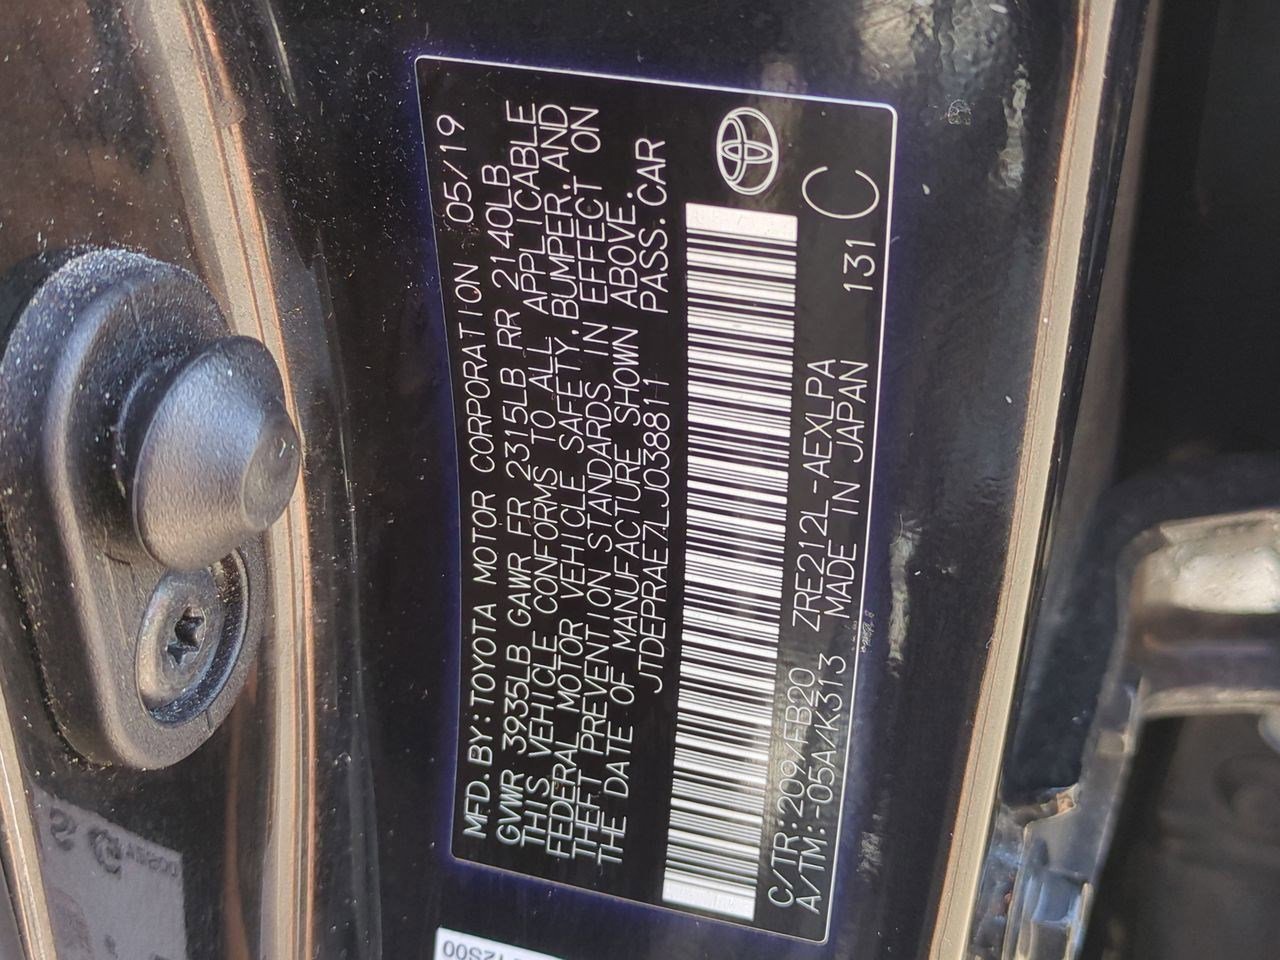 MFD.BY:TOYOTA MOTOR CORPORATION 05/19
GVWR 3935LB GAWR FR 2315LB RR 2140LB
THIS VEHICLE CONFORMS TO ALL APPLICABLE
FEDERAL MOTOR VEHICLE SAFETY,BUMPER,AND
THEFT PREVENTION STANDARDS IN EFFECT ON
THE DATE OF MANUFACTURE SHOWN ABOVE.
JTDEPRAE7LJ038811 PASS.CAR
C/TR:209/EB20 ZRE212L-AEXLPA 131 C
A/TM:-05A/K313 MADE IN JAPAN